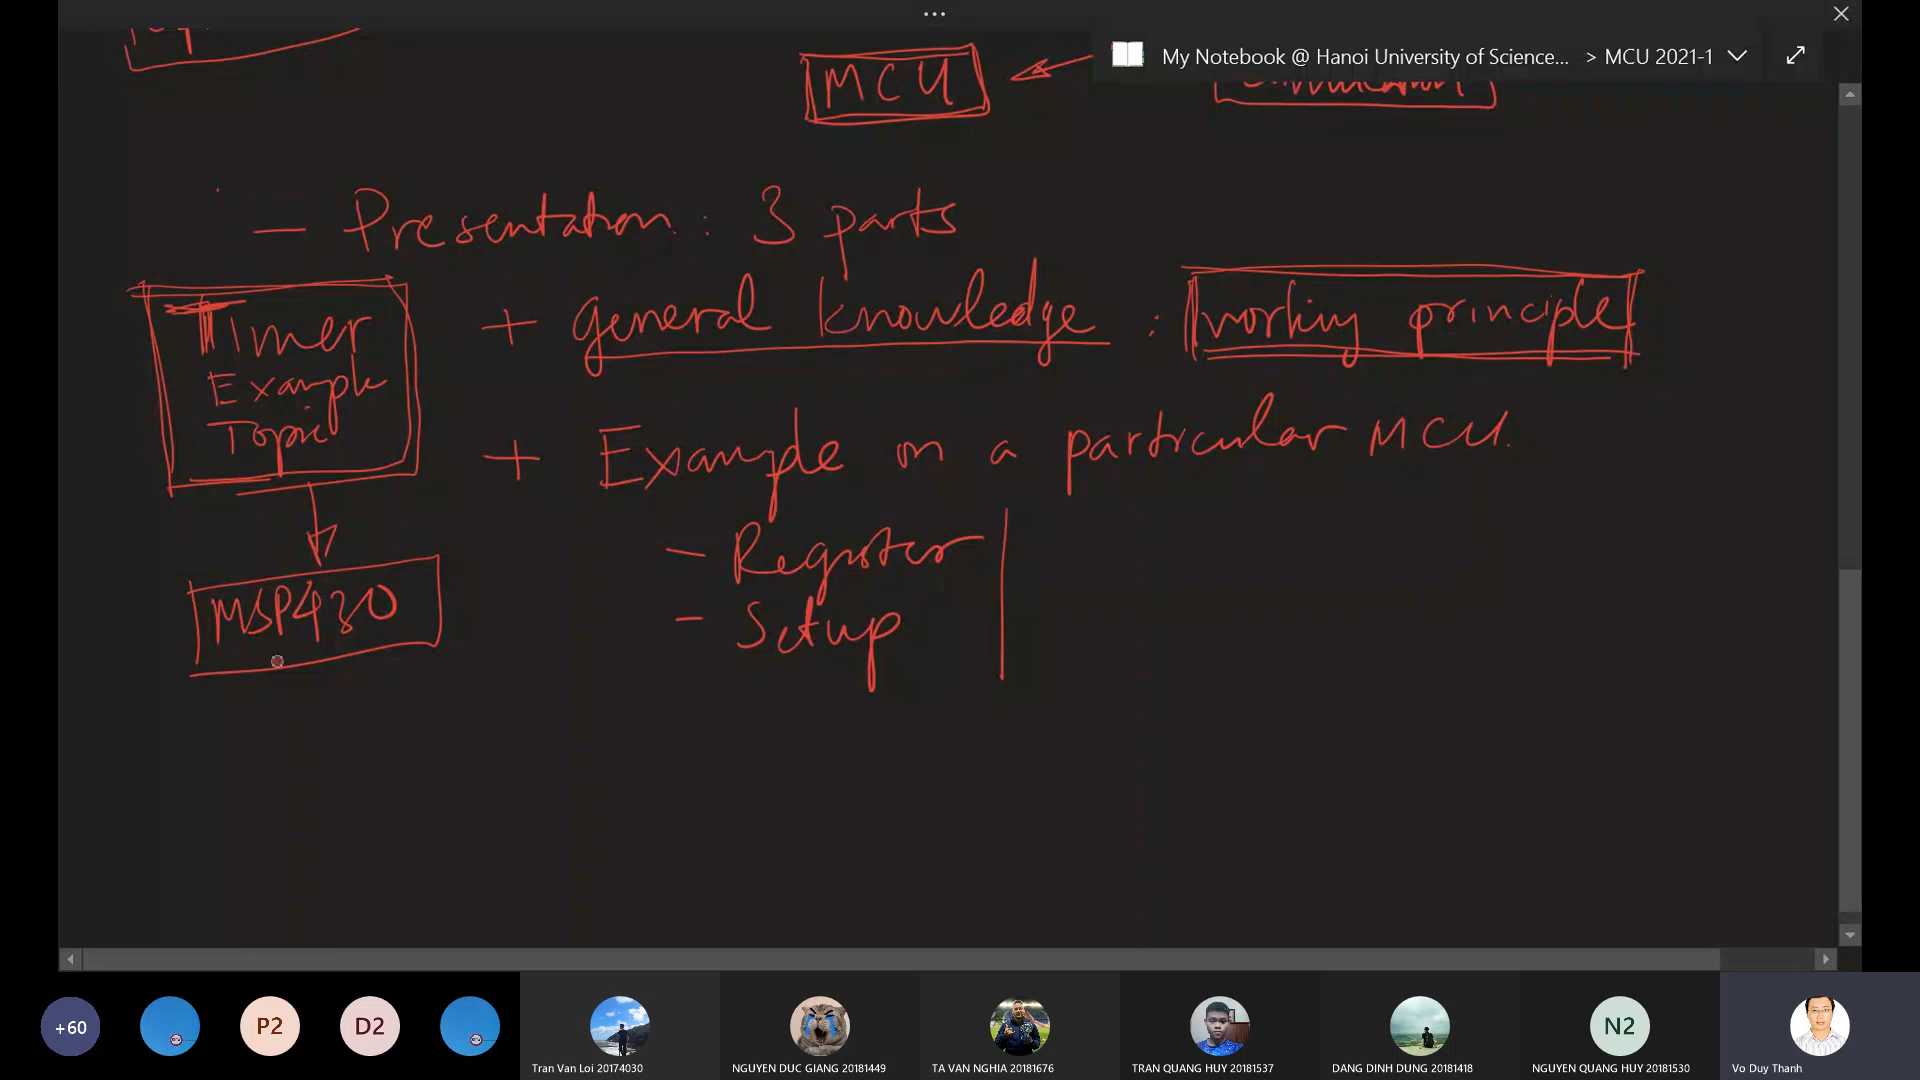 ...
My Notebook @ Hanoi University of Science... > MCU 2021-1
MCU
- Presentation : 3 parts
Timer
Example
Topic
+ general knowledge : working principle
+ Example on a particular MCU.
- Register
- Setup
MSP430
+60
P2
D2
N2
Tran Van Loi 20174030
NGUYEN DUC GIANG 20181449
TA VAN NGHIA 20181676
TRAN QUANG HUY 20181537
DANG DINH DUNG 20181418
NGUYEN QUANG HUY 20181530
Vo Duy Thanh